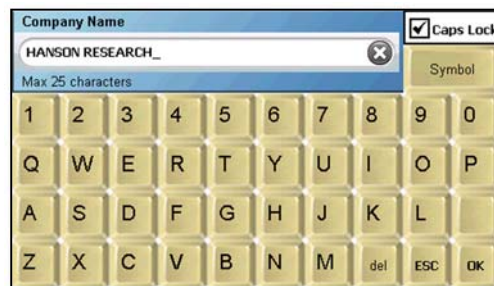 Company Name
Caps Lock
HANSON RESEARCH_
Symbol
Max 25 characters
1 2 3 4 5 6 7 8 9 0
Q W E R T Y U I O P
A S D F G H J K L
Z X C V B N M del ESC OK